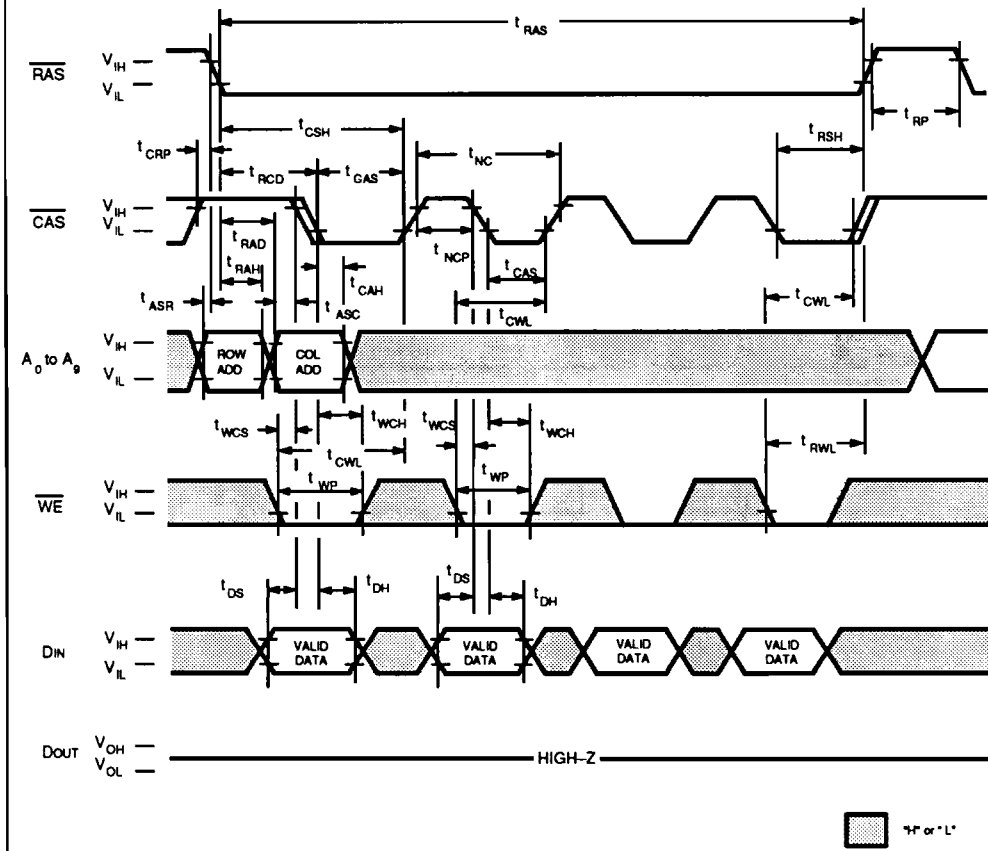 t RAS
RAS
V IH
V IL
t CSH
t RP
t CRP
t NC
t RSH
t RCD
t GAS
CAS
V IH
V IL
t RAD
t NCP
t RAH
t CAH
t CAS
t ASR
t ASC
t CWL
t CWL
A 0 to A 9
V IH
V IL
ROW ADD
COL ADD
t WCS
t WCH
t WCS
t WCH
t CWL
t RWL
t WP
t WP
WE
V IH
V IL
t DS
t DH
t DS
t DH
DIN
V IH
V IL
VALID DATA
VALID DATA
VALID DATA
VALID DATA
DOUT
V OH
V OL
HIGH–Z
"H" or "L"